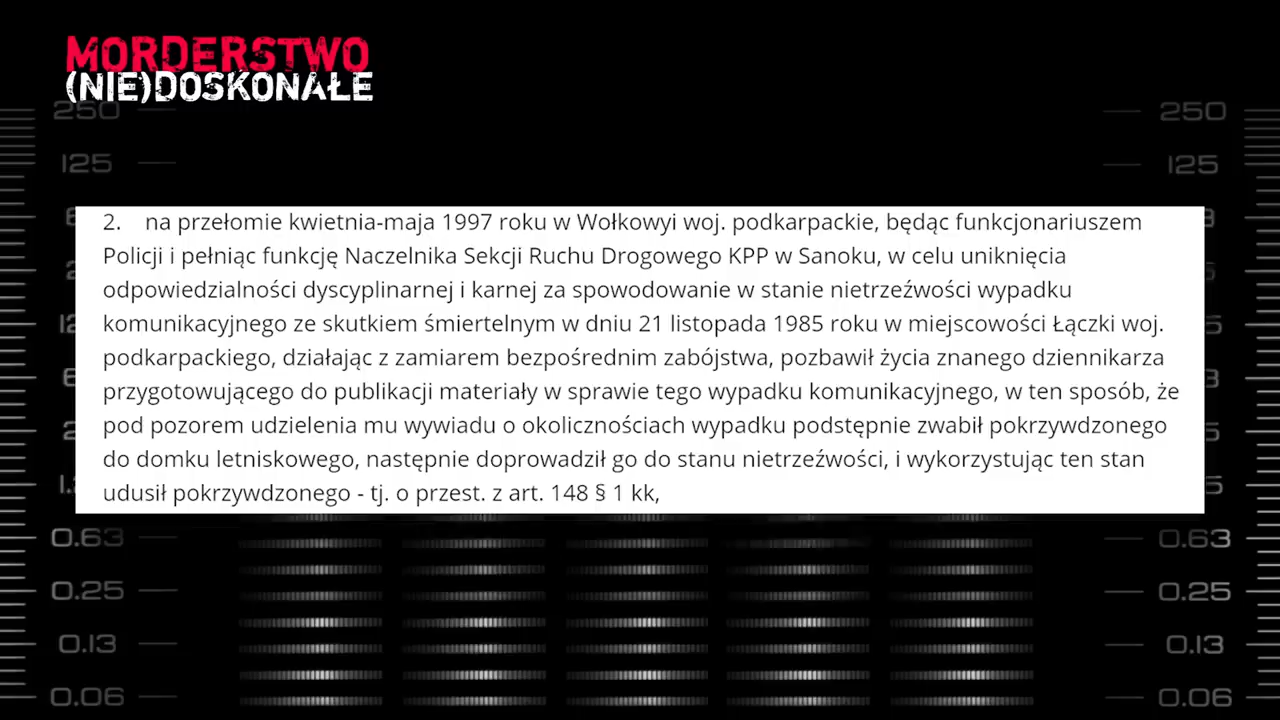 MORDERSTWO
(NIE)DOSKONAŁE
250
250
125
125
2. na przełomie kwietnia-maja 1997 roku w Wołkowyi woj. podkarpackie, będąc funkcjonariuszem
Policji i pełniąc funkcję Naczelnika Sekcji Ruchu Drogowego KPP w Sanoku, w celu uniknięcia
odpowiedzialności dyscyplinarnej i karnej za spowodowanie w stanie nietrzeźwości wypadku
komunikacyjnego ze skutkiem śmiertelnym w dniu 21 listopada 1985 roku w miejscowości Łączki woj.
podkarpackiego, działając z zamiarem bezpośrednim zabójstwa, pozbawił życia znanego dziennikarza
przygotowującego do publikacji materiały w sprawie tego wypadku komunikacyjnego, w ten sposób, że
pod pozorem udzielenia mu wywiadu o okolicznościach wypadku podstępnie zwabił pokrzywdzonego
do domku letniskowego, następnie doprowadził go do stanu nietrzeźwości, i wykorzystując ten stan
udusił pokrzywdzonego - tj. o przest. z art. 148 § 1 kk,
0.63
0.63
0.25
0.25
0.13
0.13
0.06
0.06